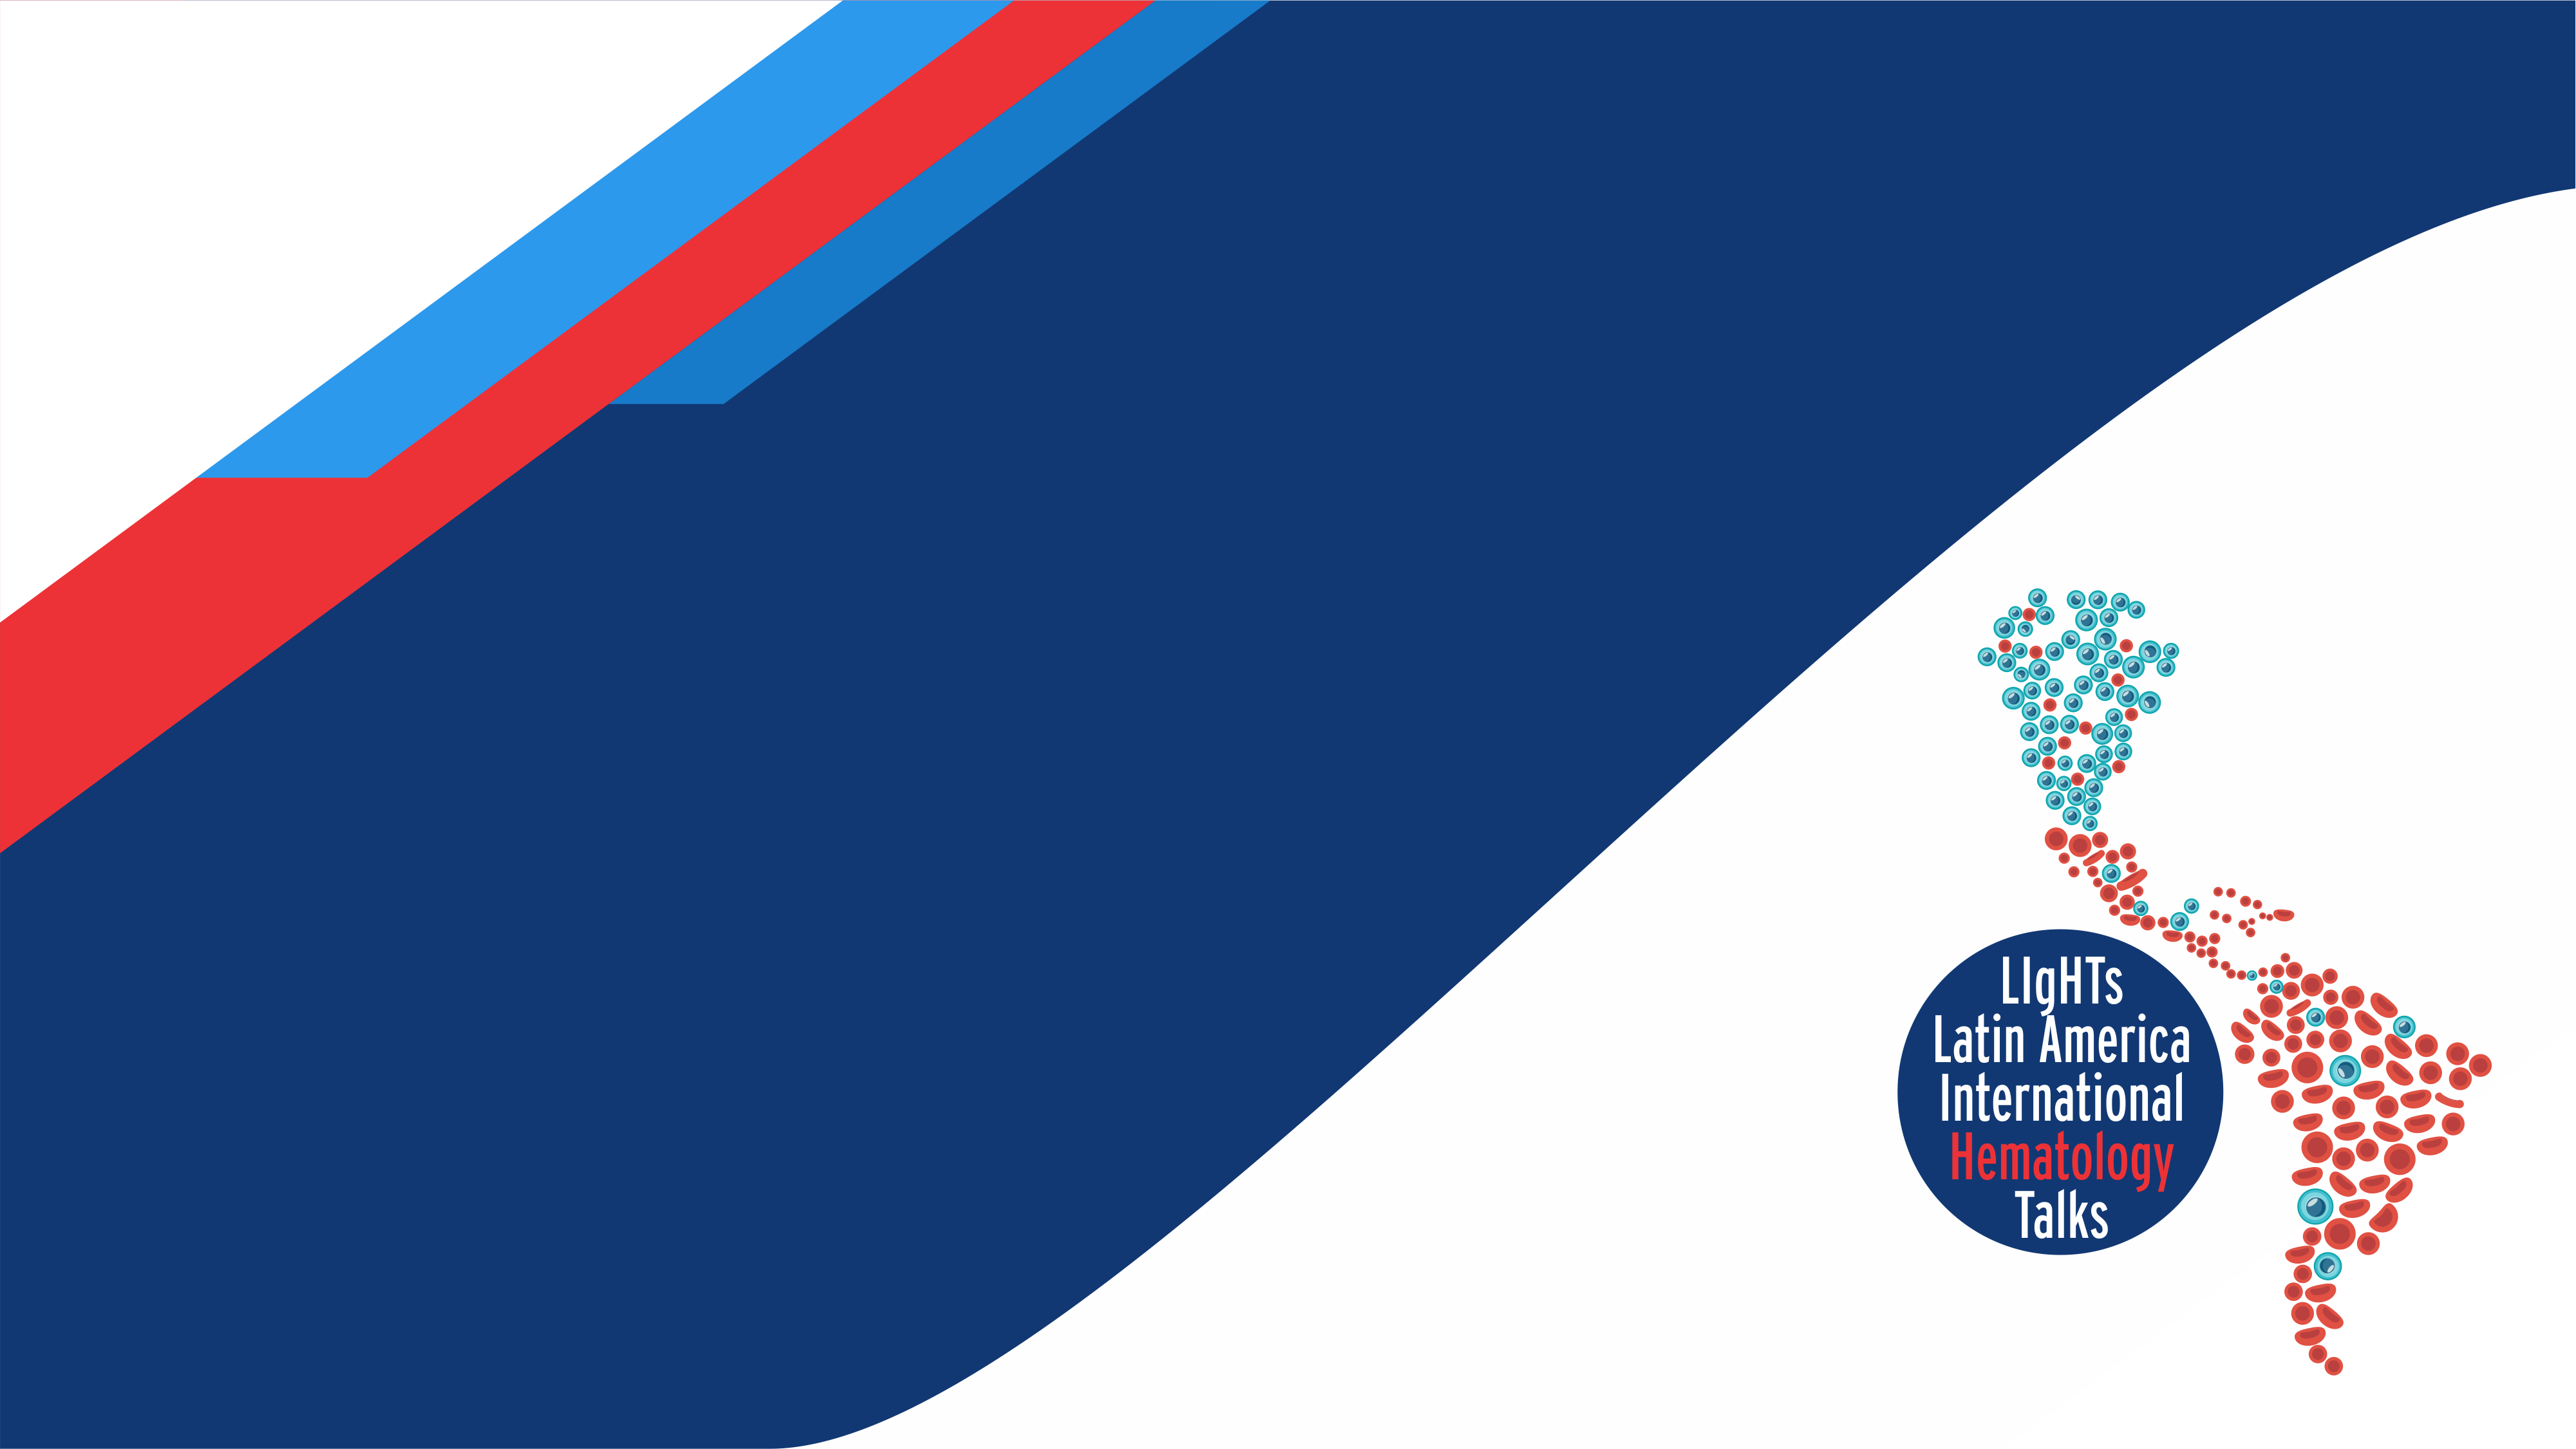 LIgHTs
Latin America
International
Hematology
Talks